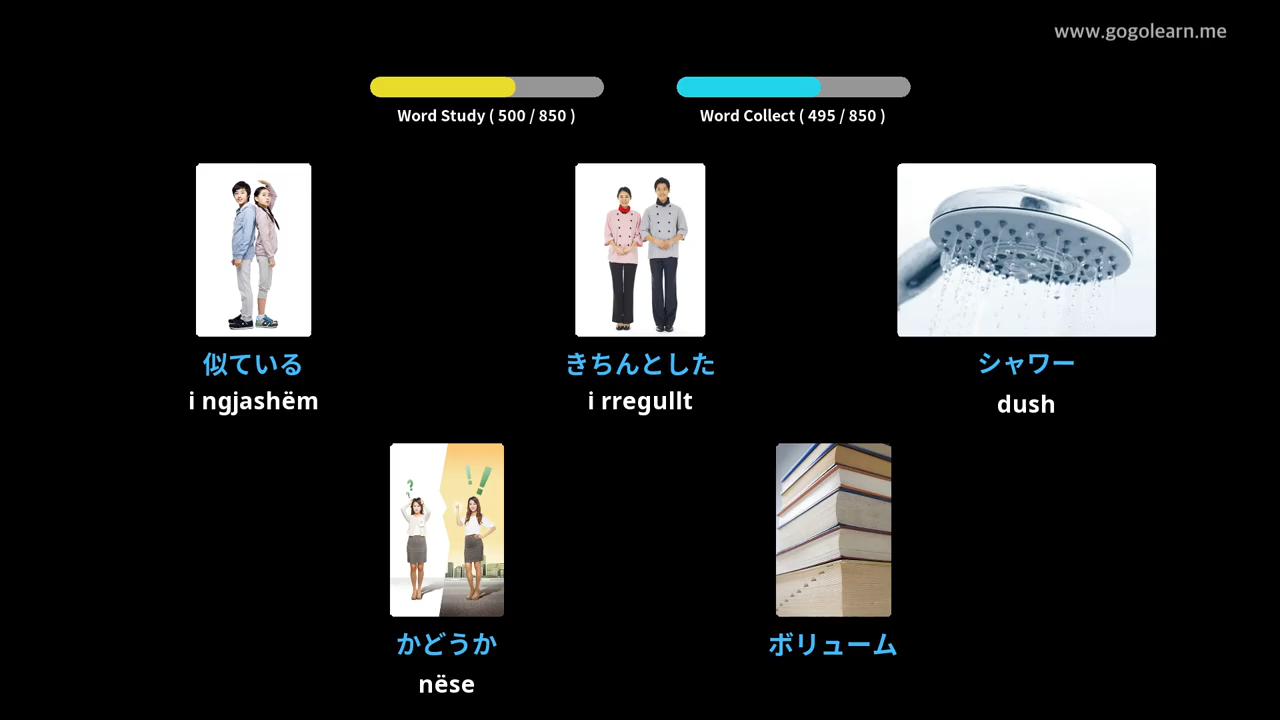 www.gogolearn.me
Word Study ( 500 / 850 )
Word Collect ( 495 / 850 )
似ている
i ngjashëm
きちんとした
i rregullt
シャワー
dush
かどうか
nëse
ボリューム